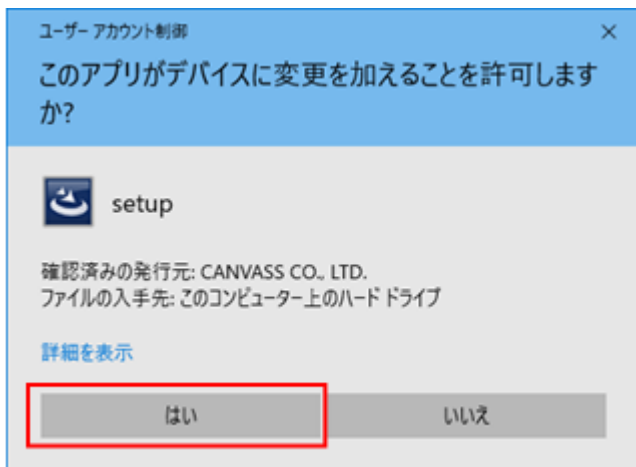 ユーザー アカウント制御
このアプリがデバイスに変更を加えることを許可します
か?
setup
確認済みの発行元: CANVASS CO., LTD.
ファイルの入手先: このコンピューター上のハード ドライブ
詳細を表示
はい
いいえ